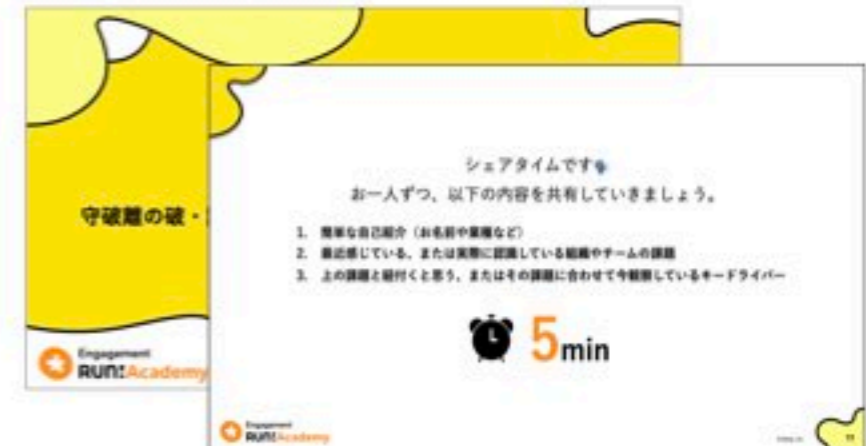 守破離の破・
Engagement
RUN!Academy
シェアタイムです
お一人ずつ、以下の内容を共有していきましょう。
1. 簡単な自己紹介（お名前や業種など）
2. 最近感じている、または実際に認識している組織やチームの課題
3. 上の課題と紐付くと思う、またはその課題に合わせて今観察しているキードライバー
5min
Engagement
RUN!Academy